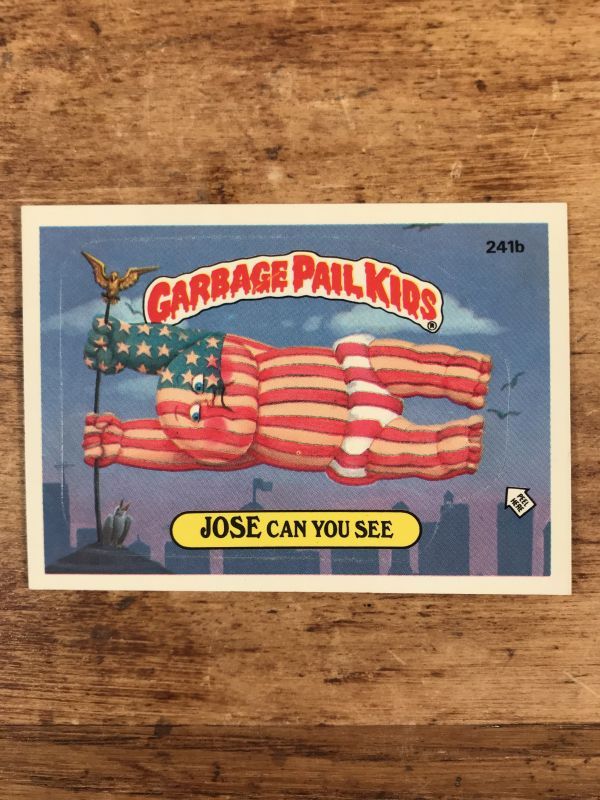 241b
GARBAGE PAIL KIDS®
JOSE CAN YOU SEE
PEEL
HERE